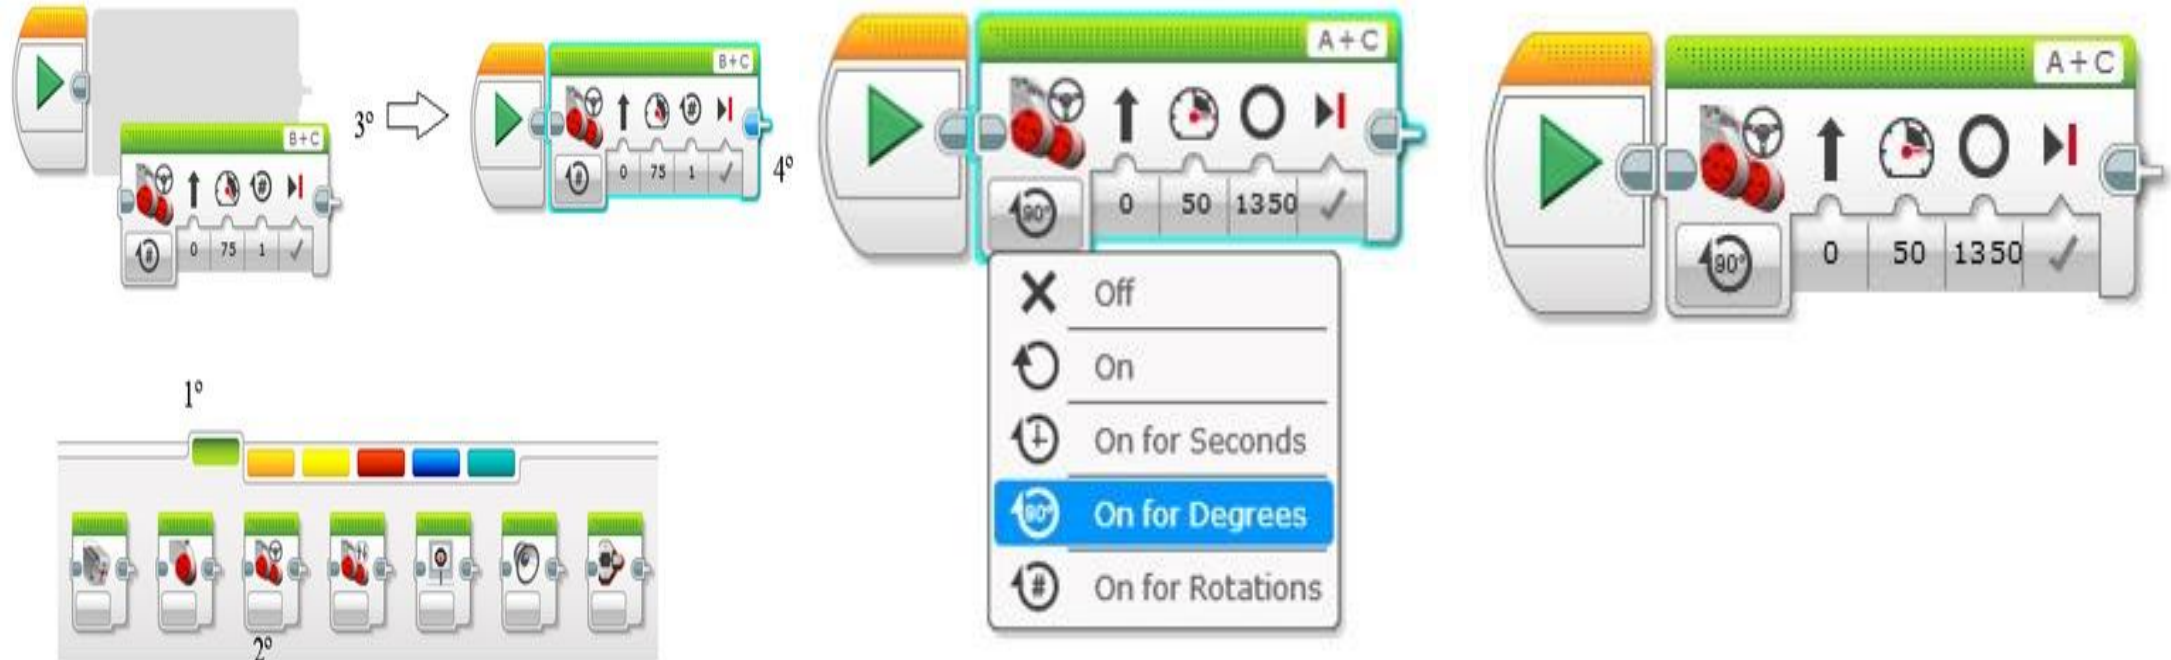 B+C
#
#
0 75 1
3º
B+C
#
#
0 75 1
4º
1º
2º
A+C
90°
0 50 1350
Off
On
On for Seconds
90° On for Degrees
# On for Rotations
A+C
90°
0 50 1350